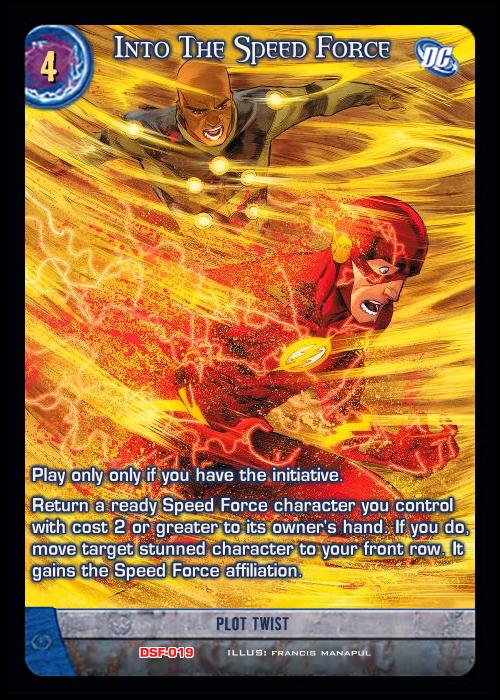 4
INTO THE SPEED FORCE
DC
Play only only if you have the initiative.
Return a ready Speed Force character you control
with cost 2 or greater to its owner's hand. If you do,
move target stunned character to your front row. It
gains the Speed Force affiliation.
PLOT TWIST
DSF-019 ILLUS: FRANCIS MANAPUL